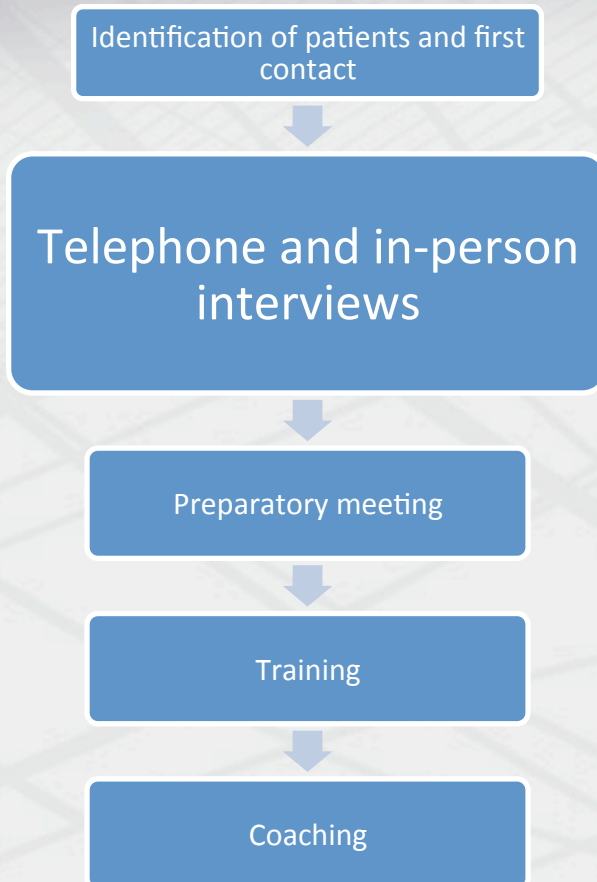 Identification of patients and first
contact
Telephone and in-person
interviews
Preparatory meeting
Training
Coaching